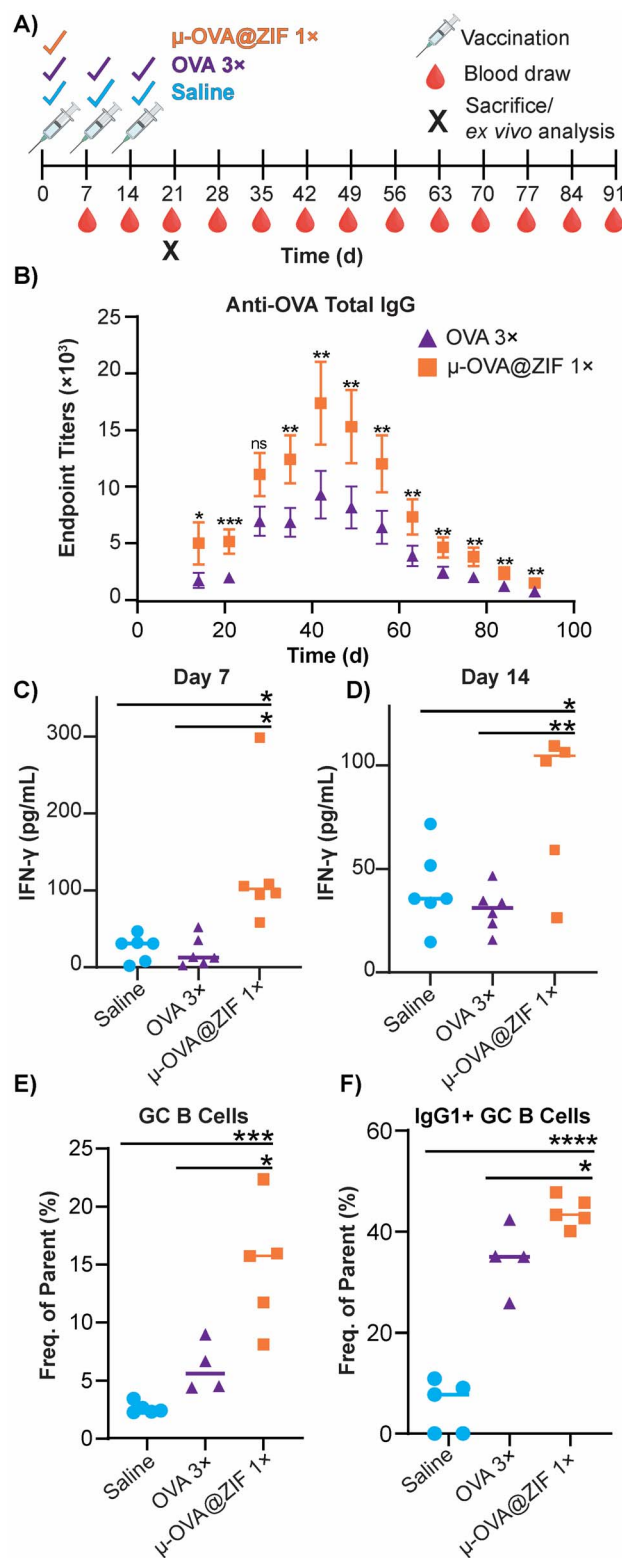 A)
μ-OVA@ZIF 1×
OVA 3×
Saline
Vaccination
Blood draw
X Sacrifice/
ex vivo analysis
0 7 14 21 28 35 42 49 56 63 70 77 84 91
X
Time (d)
B)
Anti-OVA Total IgG
Endpoint Titers (×10³)
25
20
15
10
5
0
OVA 3×
μ-OVA@ZIF 1×
* *** ns ** ** ** ** ** ** ** ** **
0 20 40 60 80 100
Time (d)
C)
Day 7
*
*
IFN-γ (pg/mL)
300
200
100
0
Saline
OVA 3×
μ-OVA@ZIF 1×
D)
Day 14
*
**
IFN-γ (pg/mL)
100
50
0
Saline
OVA 3×
μ-OVA@ZIF 1×
E)
GC B Cells
***
*
Freq. of Parent (%)
25
20
15
10
5
0
Saline
OVA 3×
μ-OVA@ZIF 1×
F)
IgG1+ GC B Cells
****
*
Freq. of Parent (%)
60
40
20
0
Saline
OVA 3×
μ-OVA@ZIF 1×